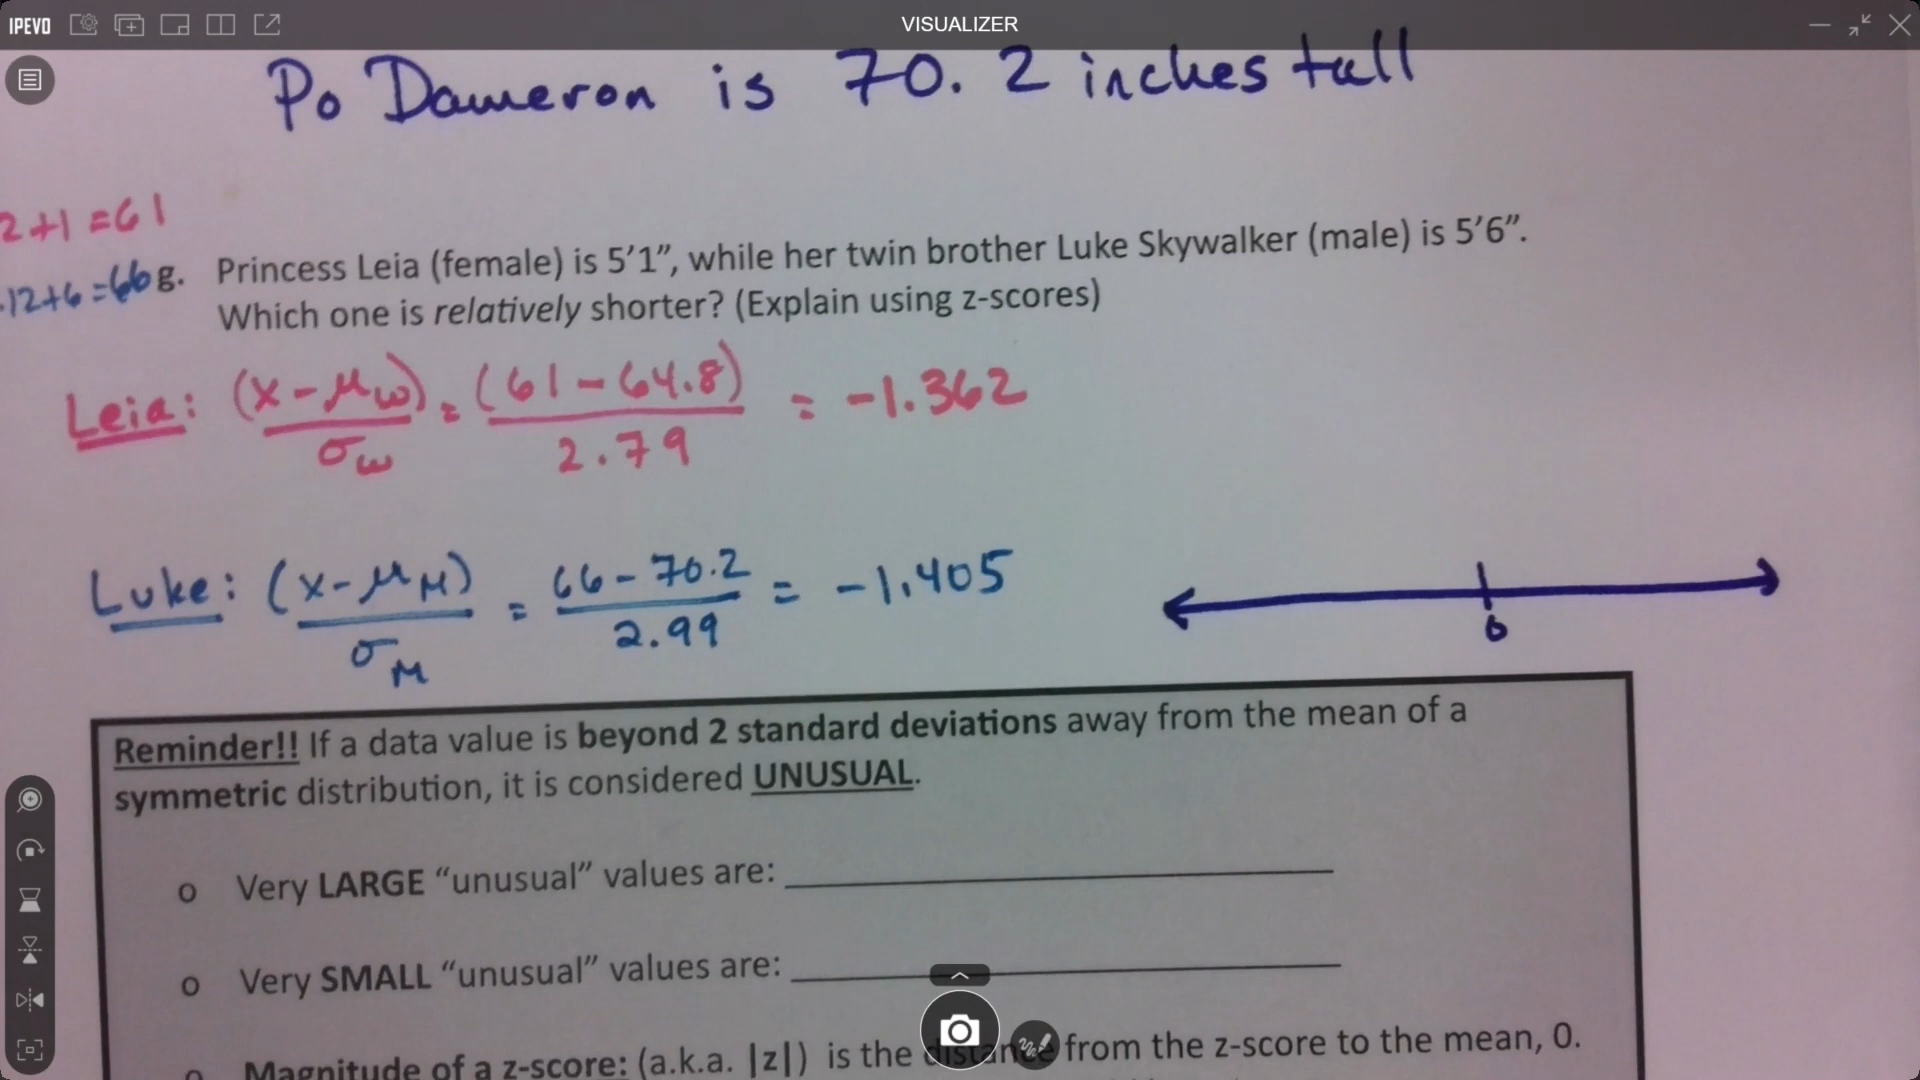 IPEVO
VISUALIZER
Po Dameron is 70.2 inches tall
2+1=61
12+6=66
g. Princess Leia (female) is 5’1”, while her twin brother Luke Skywalker (male) is 5’6”.
Which one is relatively shorter? (Explain using z-scores)
Leia: (x-μw)/σw = (61-64.8)/2.79 = -1.362
Luke: (x-μM)/σM = 66-70.2/2.99 = -1.405
0
Reminder!! If a data value is beyond 2 standard deviations away from the mean of a
symmetric distribution, it is considered UNUSUAL.
o Very LARGE “unusual” values are:
o Very SMALL “unusual” values are:
o Magnitude of a z-score: (a.k.a. |z|) is the distance from the z-score to the mean, 0.